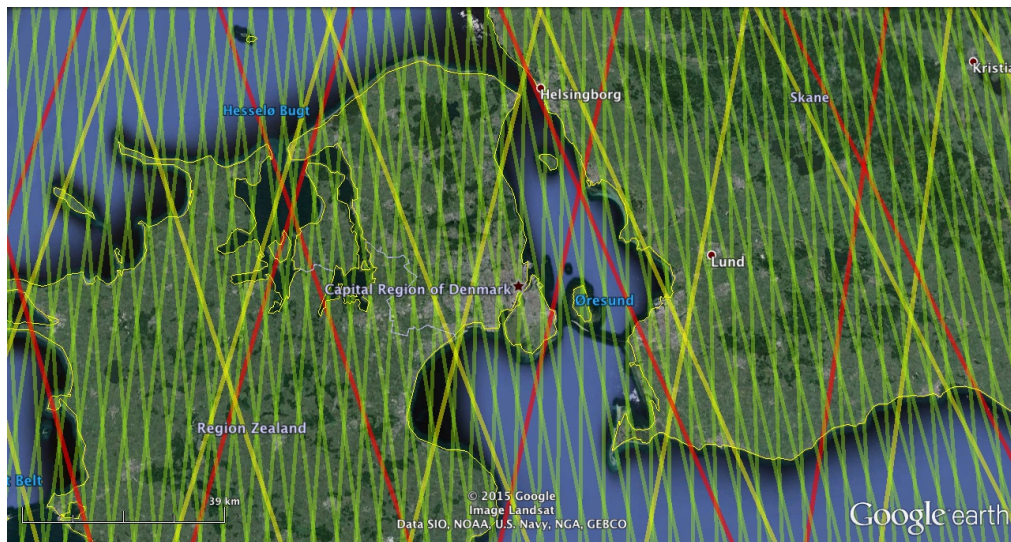 Kristia
Helsingborg
Skane
Hesselø Bugt
Lund
Capital Region of Denmark
Øresund
Region Zealand
t Belt
39 km
© 2015 Google
Image Landsat
Data SIO, NOAA, U.S. Navy, NGA, GEBCO
Google earth